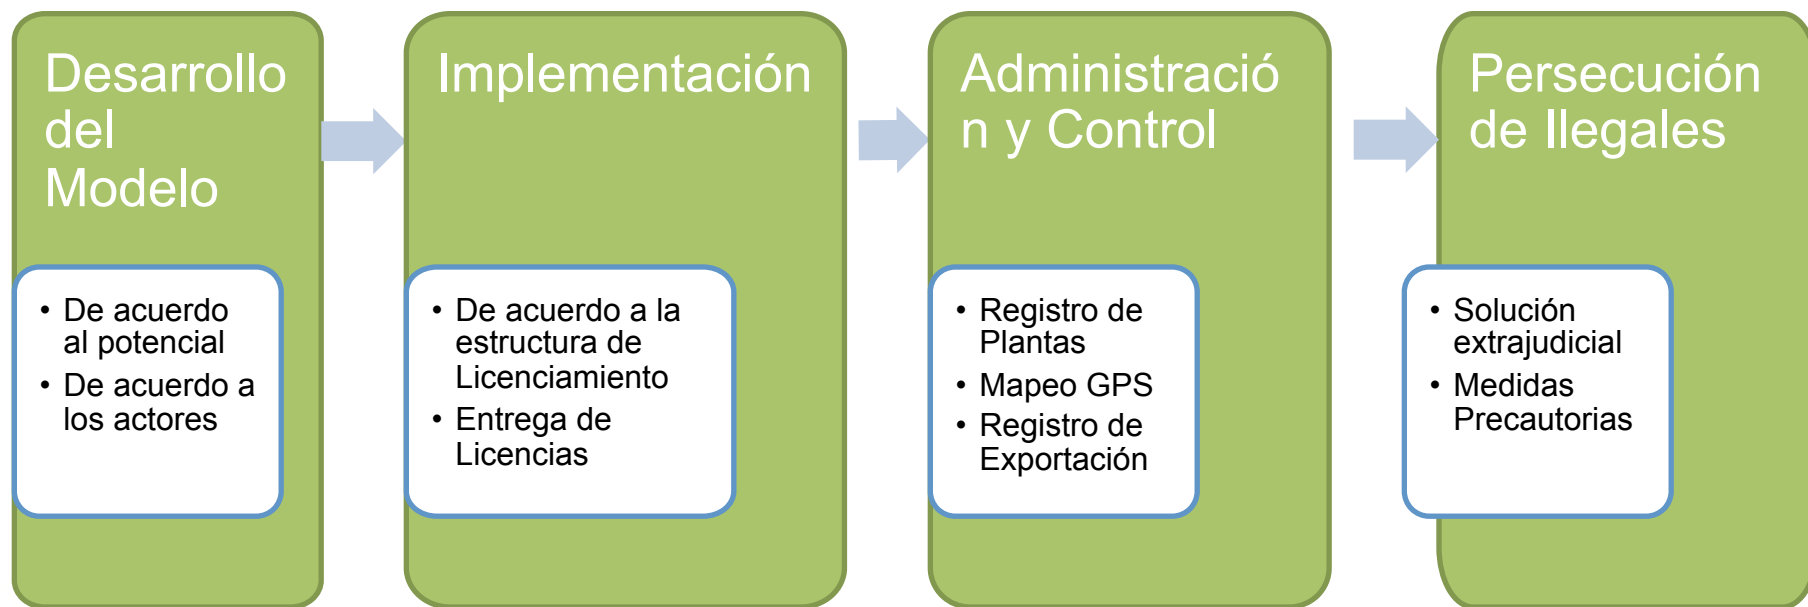 Desarrollo
del
Modelo
• De acuerdo
al potencial
• De acuerdo a
los actores
Implementación
• De acuerdo a la
estructura de
Licenciamiento
• Entrega de
Licencias
Administració
n y Control
• Registro de
Plantas
• Mapeo GPS
• Registro de
Exportación
Persecución
de Ilegales
• Solución
extrajudicial
• Medidas
Precautorias